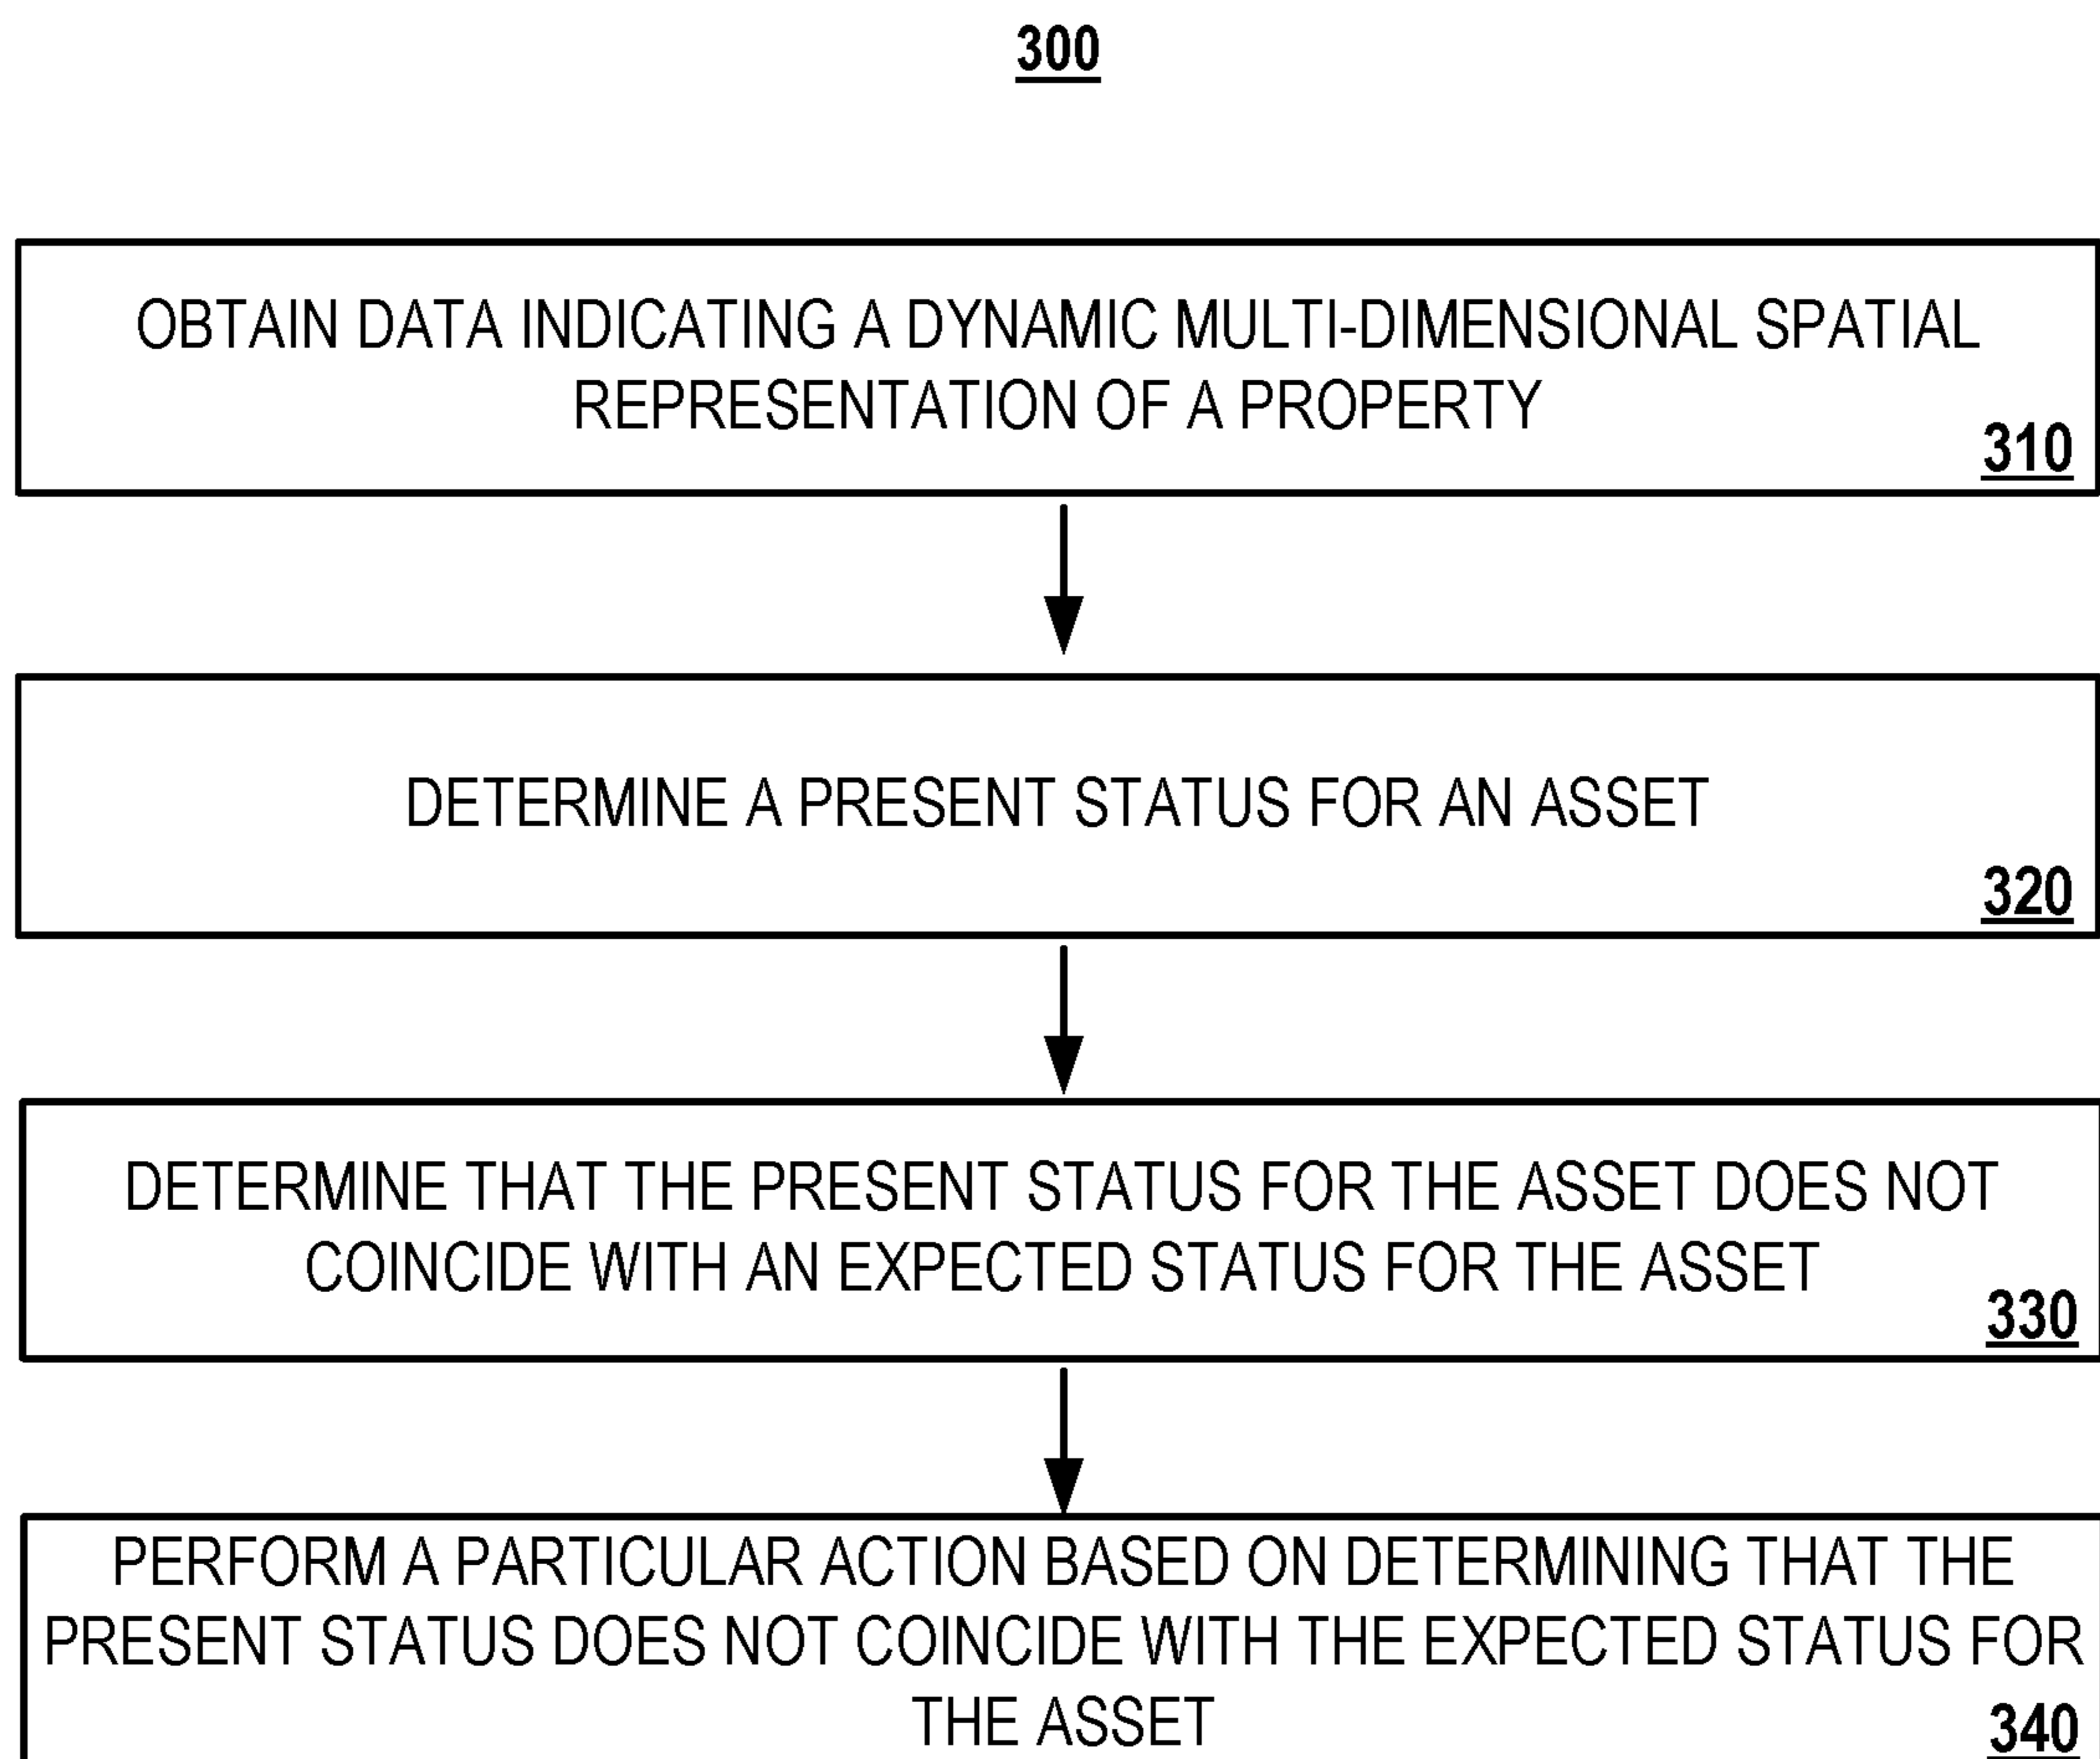 300
OBTAIN DATA INDICATING A DYNAMIC MULTI-DIMENSIONAL SPATIAL
REPRESENTATION OF A PROPERTY
310
DETERMINE A PRESENT STATUS FOR AN ASSET
320
DETERMINE THAT THE PRESENT STATUS FOR THE ASSET DOES NOT
COINCIDE WITH AN EXPECTED STATUS FOR THE ASSET
330
PERFORM A PARTICULAR ACTION BASED ON DETERMINING THAT THE
PRESENT STATUS DOES NOT COINCIDE WITH THE EXPECTED STATUS FOR
THE ASSET
340